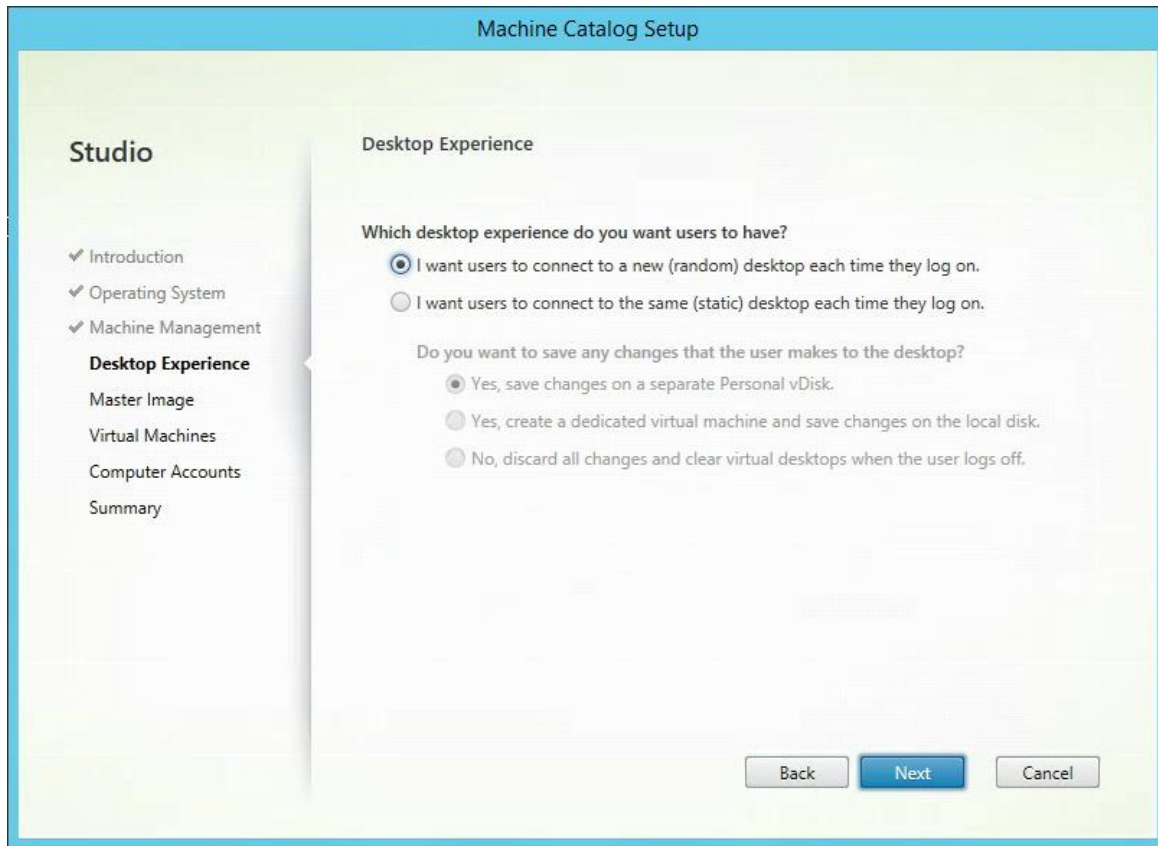 Machine Catalog Setup
Studio
Introduction
Operating System
Machine Management
Desktop Experience
Master Image
Virtual Machines
Computer Accounts
Summary
Desktop Experience
Which desktop experience do you want users to have?
I want users to connect to a new (random) desktop each time they log on.
I want users to connect to the same (static) desktop each time they log on.
Do you want to save any changes that the user makes to the desktop?
Yes, save changes on a separate Personal vDisk.
Yes, create a dedicated virtual machine and save changes on the local disk.
No, discard all changes and clear virtual desktops when the user logs off.
Back
Next
Cancel